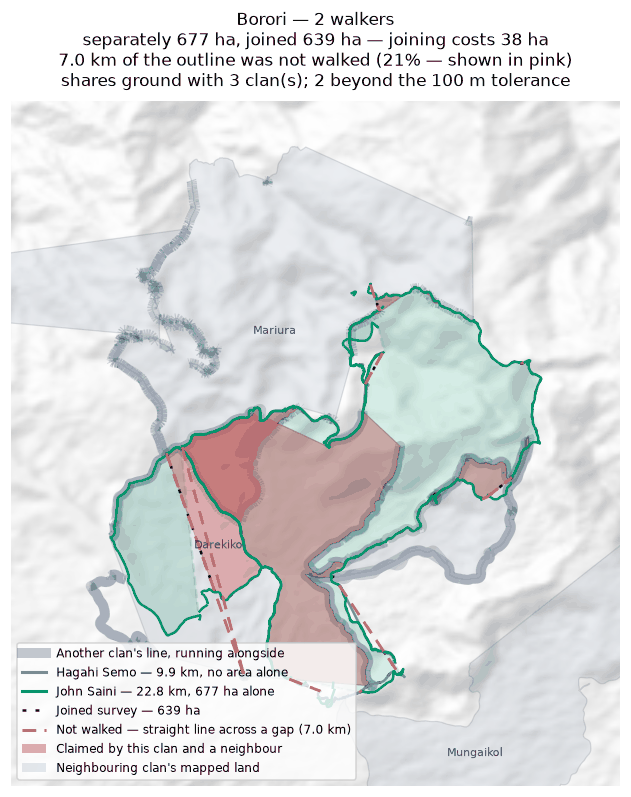 Borori — 2 walkers
separately 677 ha, joined 639 ha — joining costs 38 ha
7.0 km of the outline was not walked (21% — shown in pink)
shares ground with 3 clan(s); 2 beyond the 100 m tolerance
Mariura
Darekiko
Another clan's line, running alongside
Hagahi Semo — 9.9 km, no area alone
John Saini — 22.8 km, 677 ha alone
Joined survey — 639 ha
Not walked — straight line across a gap (7.0 km)
Claimed by this clan and a neighbour
Neighbouring clan's mapped land
Mungaikol